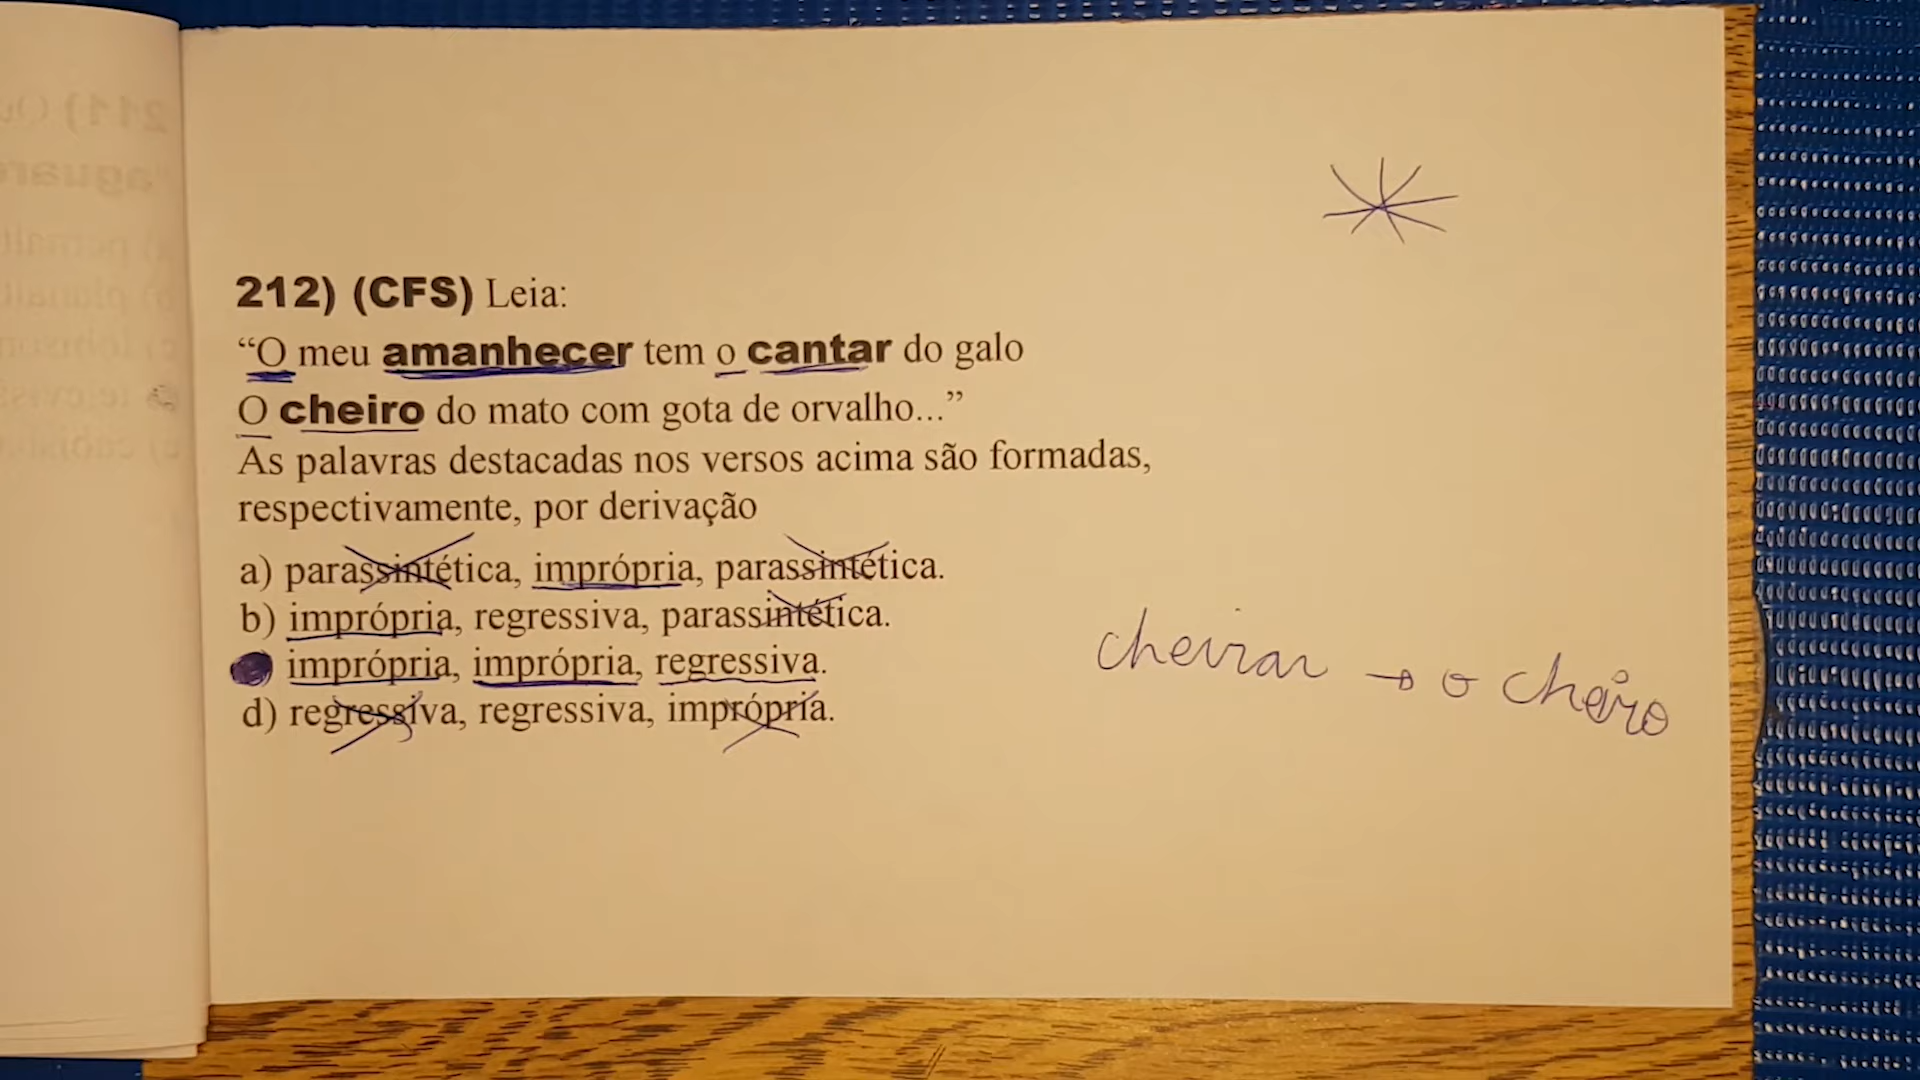 212) (CFS) Leia:
“O meu amanhecer tem o cantar do galo
O cheiro do mato com gota de orvalho...”
As palavras destacadas nos versos acima são formadas,
respectivamente, por derivação
a) parassintética, imprópria, parassintética.
b) imprópria, regressiva, parassintética.
imprópria, imprópria, regressiva.
d) regressiva, regressiva, imprópria.
cheirar → o cheiro